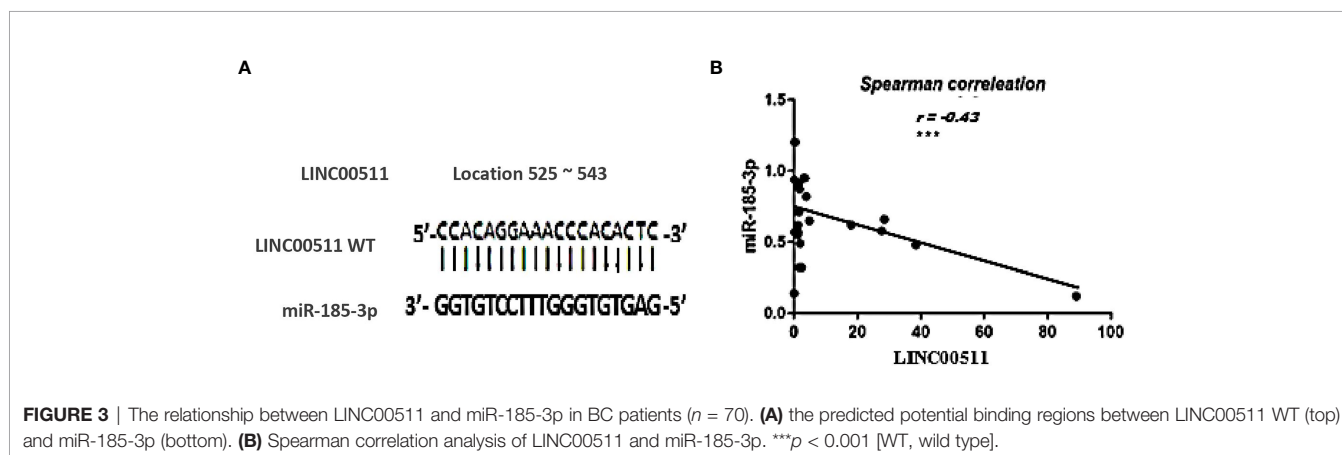 A
LINC00511 Location 525 ~ 543
LINC00511 WT 5'-CCACAGGAAACCCACACTC -3'
miR-185-3p 3'- GGTGTCCTTTGGGTGTGAG-5'
B
Spearman correleation
r = -0.43
***
miR-185-3p
1.5
1.0
0.5
0.0
0 20 40 60 80 100
LINC00511
FIGURE 3 | The relationship between LINC00511 and miR-185-3p in BC patients (n = 70). (A) the predicted potential binding regions between LINC00511 WT (top)
and miR-185-3p (bottom). (B) Spearman correlation analysis of LINC00511 and miR-185-3p. ***p < 0.001 [WT, wild type].